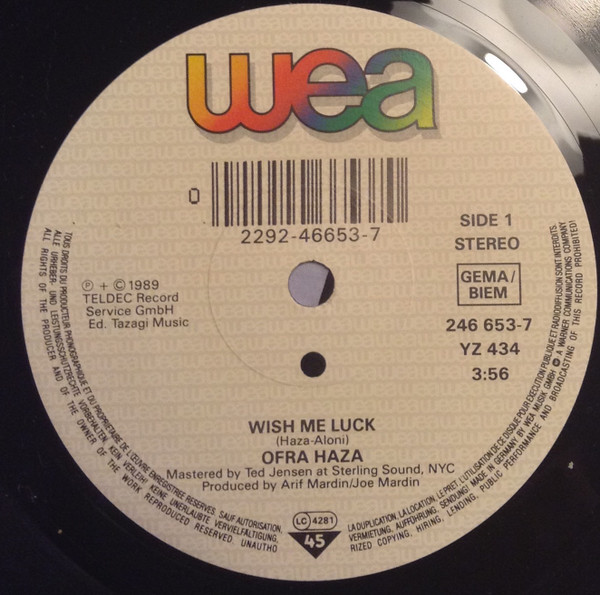 wea
0
2292-46653-7
SIDE 1
STEREO
GEMA/
BIEM
246 653-7
YZ 434
3:56
Ⓟ + © 1989
TELDEC Record
Service GmbH
Ed. Tazagi Music
WISH ME LUCK
(Haza-Aloni)
OFRA HAZA
Mastered by Ted Jensen at Sterling Sound, NYC
Produced by Arif Mardin/Joe Mardin
LC 4281
45
TOUS DROITS DU PRODUCTEUR PHONOGRAPHIQUE ET DU PROPRIETAIRE DE L'ŒUVRE ENREGISTREE RESERVES. SAUF AUTORISATION,
LA DUPLICATION, LA LOCATION, LE PRET, L'UTILISATION DE CE DISQUE POUR EXECUTION PUBLIQUE ET RADIODIFFUSION SONT INTERDITS.
ALLE URHEBER- UND LEISTUNGSSCHUTZRECHTE VORBEHALTEN. KEIN VERLEIH! KEINE UNERLAUBTE VERVIELFÄLTIGUNG,
VERMIETUNG, AUFFÜHRUNG, SENDUNG! MADE IN GERMANY BY WEA MUSIK GMBH A WARNER COMMUNICATIONS COMPANY
ALL RIGHTS OF THE PRODUCER AND OF THE OWNER OF THE WORK REPRODUCED RESERVED. UNAUTHO
RIZED COPYING, HIRING, LENDING, PUBLIC PERFORMANCE AND BROADCASTING OF THIS RECORD PROHIBITED!